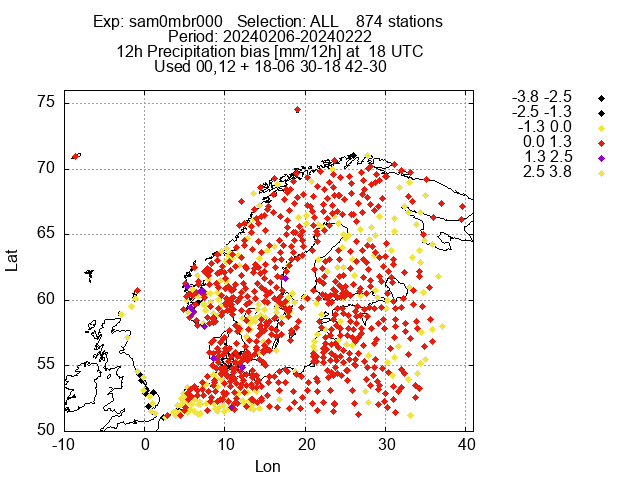 Exp: sam0mbr000   Selection: ALL    874 stations
Period: 20240206-20240222
12h Precipitation bias [mm/12h] at  18 UTC
Used 00,12 + 18-06 30-18 42-30
-3.8 -2.5
-2.5 -1.3
-1.3 0.0
0.0 1.3
1.3 2.5
2.5 3.8
75
70
65
60
55
50
Lat
-10 0 10 20 30 40
Lon